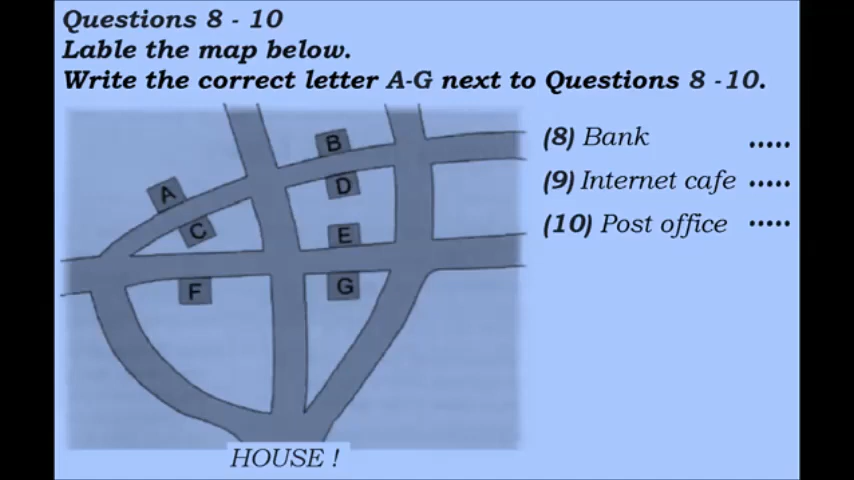 Questions 8 - 10
Lable the map below.
Write the correct letter A-G next to Questions 8 -10.
(8) Bank .....
(9) Internet cafe .....
(10) Post office .....
B
A
D
C
E
F
G
HOUSE !